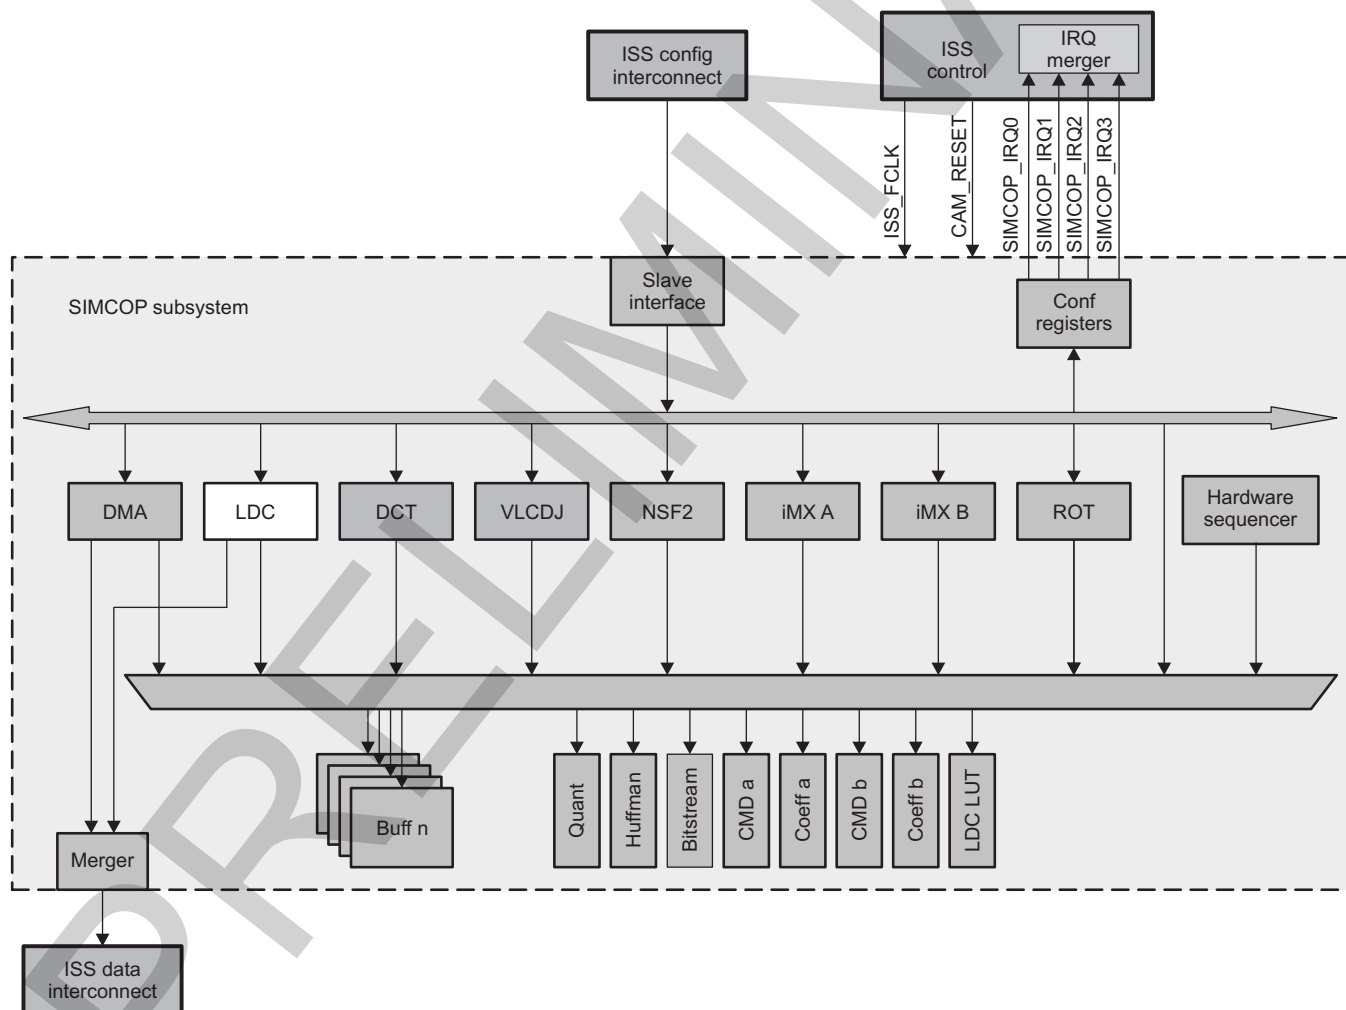 ISS config
interconnect
ISS
control
IRQ
merger
ISS_FCLK
CAM_RESET
SIMCOP_IRQ0
SIMCOP_IRQ1
SIMCOP_IRQ2
SIMCOP_IRQ3
SIMCOP subsystem
Slave
interface
Conf
registers
DMA
LDC
DCT
VLCDJ
NSF2
iMX A
iMX B
ROT
Hardware
sequencer
Buff n
Quant
Huffman
Bitstream
CMD a
Coeff a
CMD b
Coeff b
LDC LUT
Merger
ISS data
interconnect
PRELIMIN